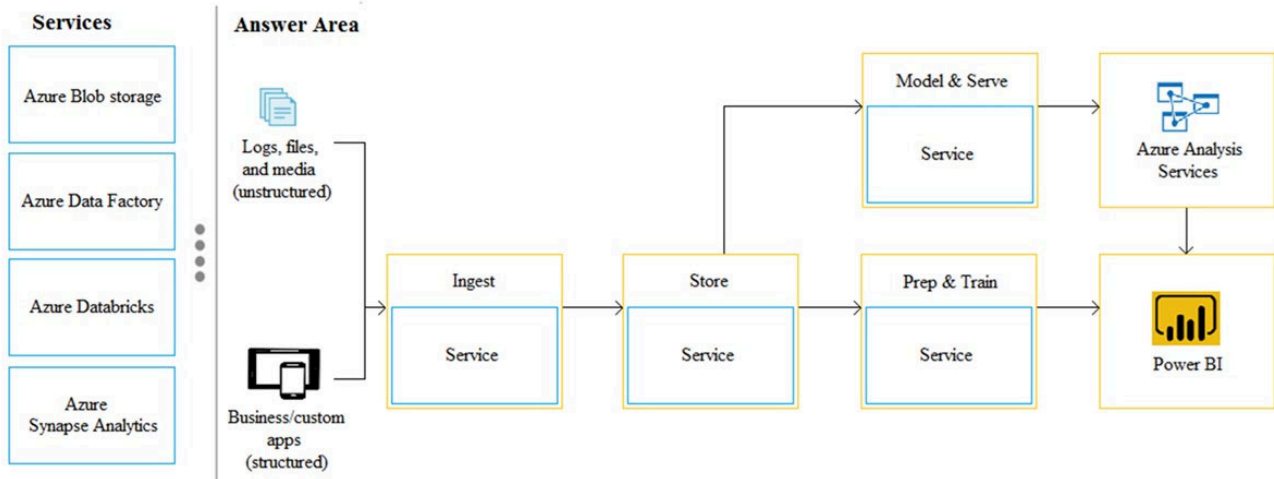 Services
Azure Blob storage
Azure Data Factory
Azure Databricks
Azure
Synapse Analytics
Answer Area
Logs, files,
and media
(unstructured)
Business/custom
apps
(structured)
Ingest
Service
Store
Service
Model & Serve
Service
Prep & Train
Service
Azure Analysis
Services
Power BI